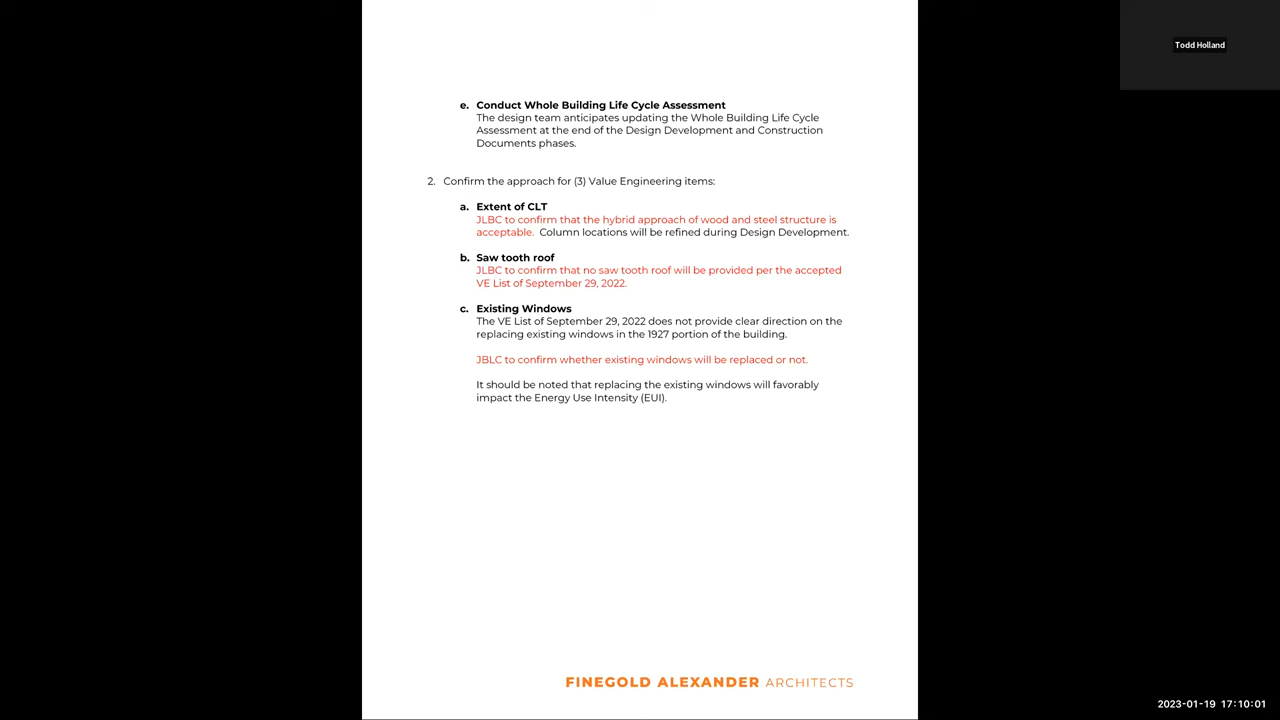 Todd Holland
e. Conduct Whole Building Life Cycle Assessment
The design team anticipates updating the Whole Building Life Cycle
Assessment at the end of the Design Development and Construction
Documents phases.
2. Confirm the approach for (3) Value Engineering items:
a. Extent of CLT
JLBC to confirm that the hybrid approach of wood and steel structure is
acceptable. Column locations will be refined during Design Development.
b. Saw tooth roof
JLBC to confirm that no saw tooth roof will be provided per the accepted
VE List of September 29, 2022.
c. Existing Windows
The VE List of September 29, 2022 does not provide clear direction on the
replacing existing windows in the 1927 portion of the building.
JBLC to confirm whether existing windows will be replaced or not.
It should be noted that replacing the existing windows will favorably
impact the Energy Use Intensity (EUI).
FINEGOLD ALEXANDER ARCHITECTS
2023-01-19 17:10:01